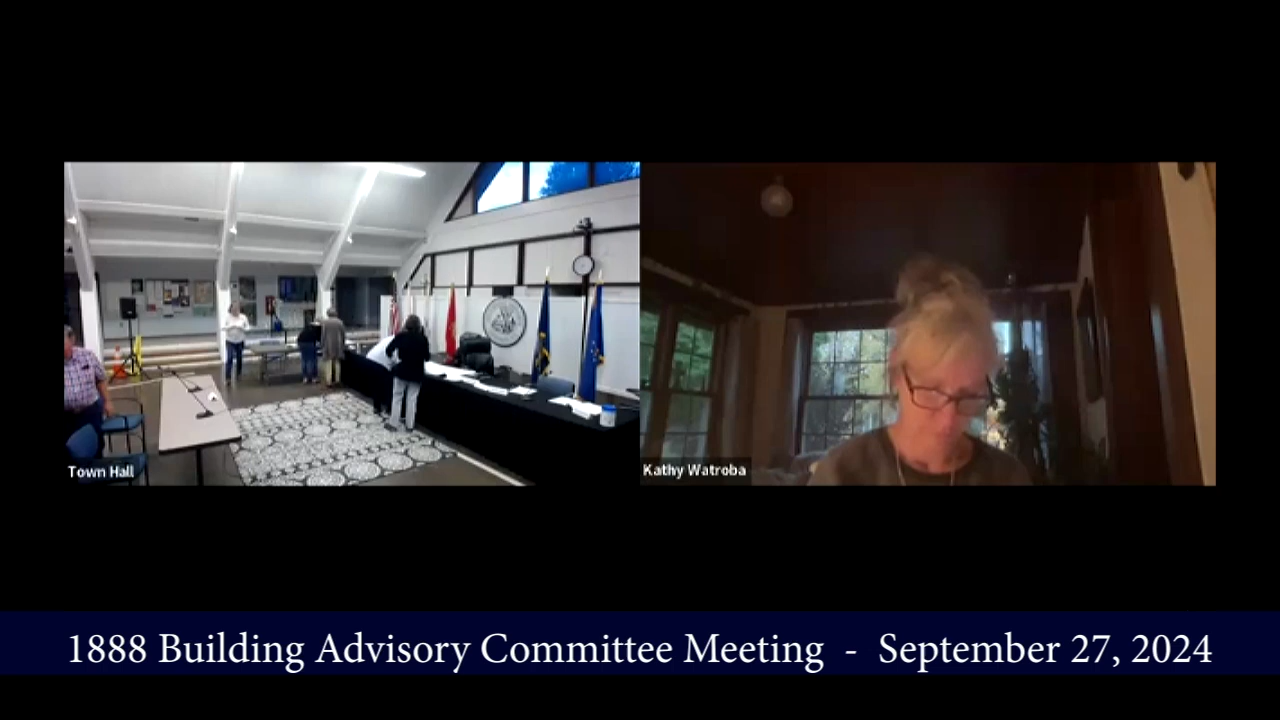 Town Hall
Kathy Watroba
1888 Building Advisory Committee Meeting - September 27, 2024